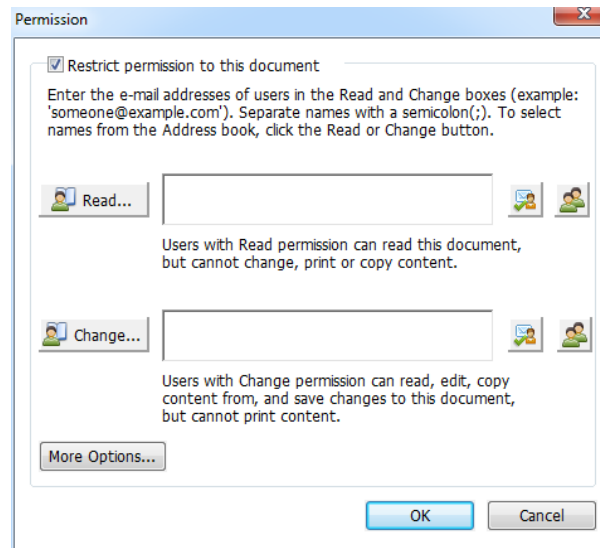 Permission
Restrict permission to this document
Enter the e-mail addresses of users in the Read and Change boxes (example:
'someone@example.com'). Separate names with a semicolon(;). To select
names from the Address book, click the Read or Change button.
Read...
Users with Read permission can read this document,
but cannot change, print or copy content.
Change...
Users with Change permission can read, edit, copy
content from, and save changes to this document,
but cannot print content.
More Options...
OK Cancel